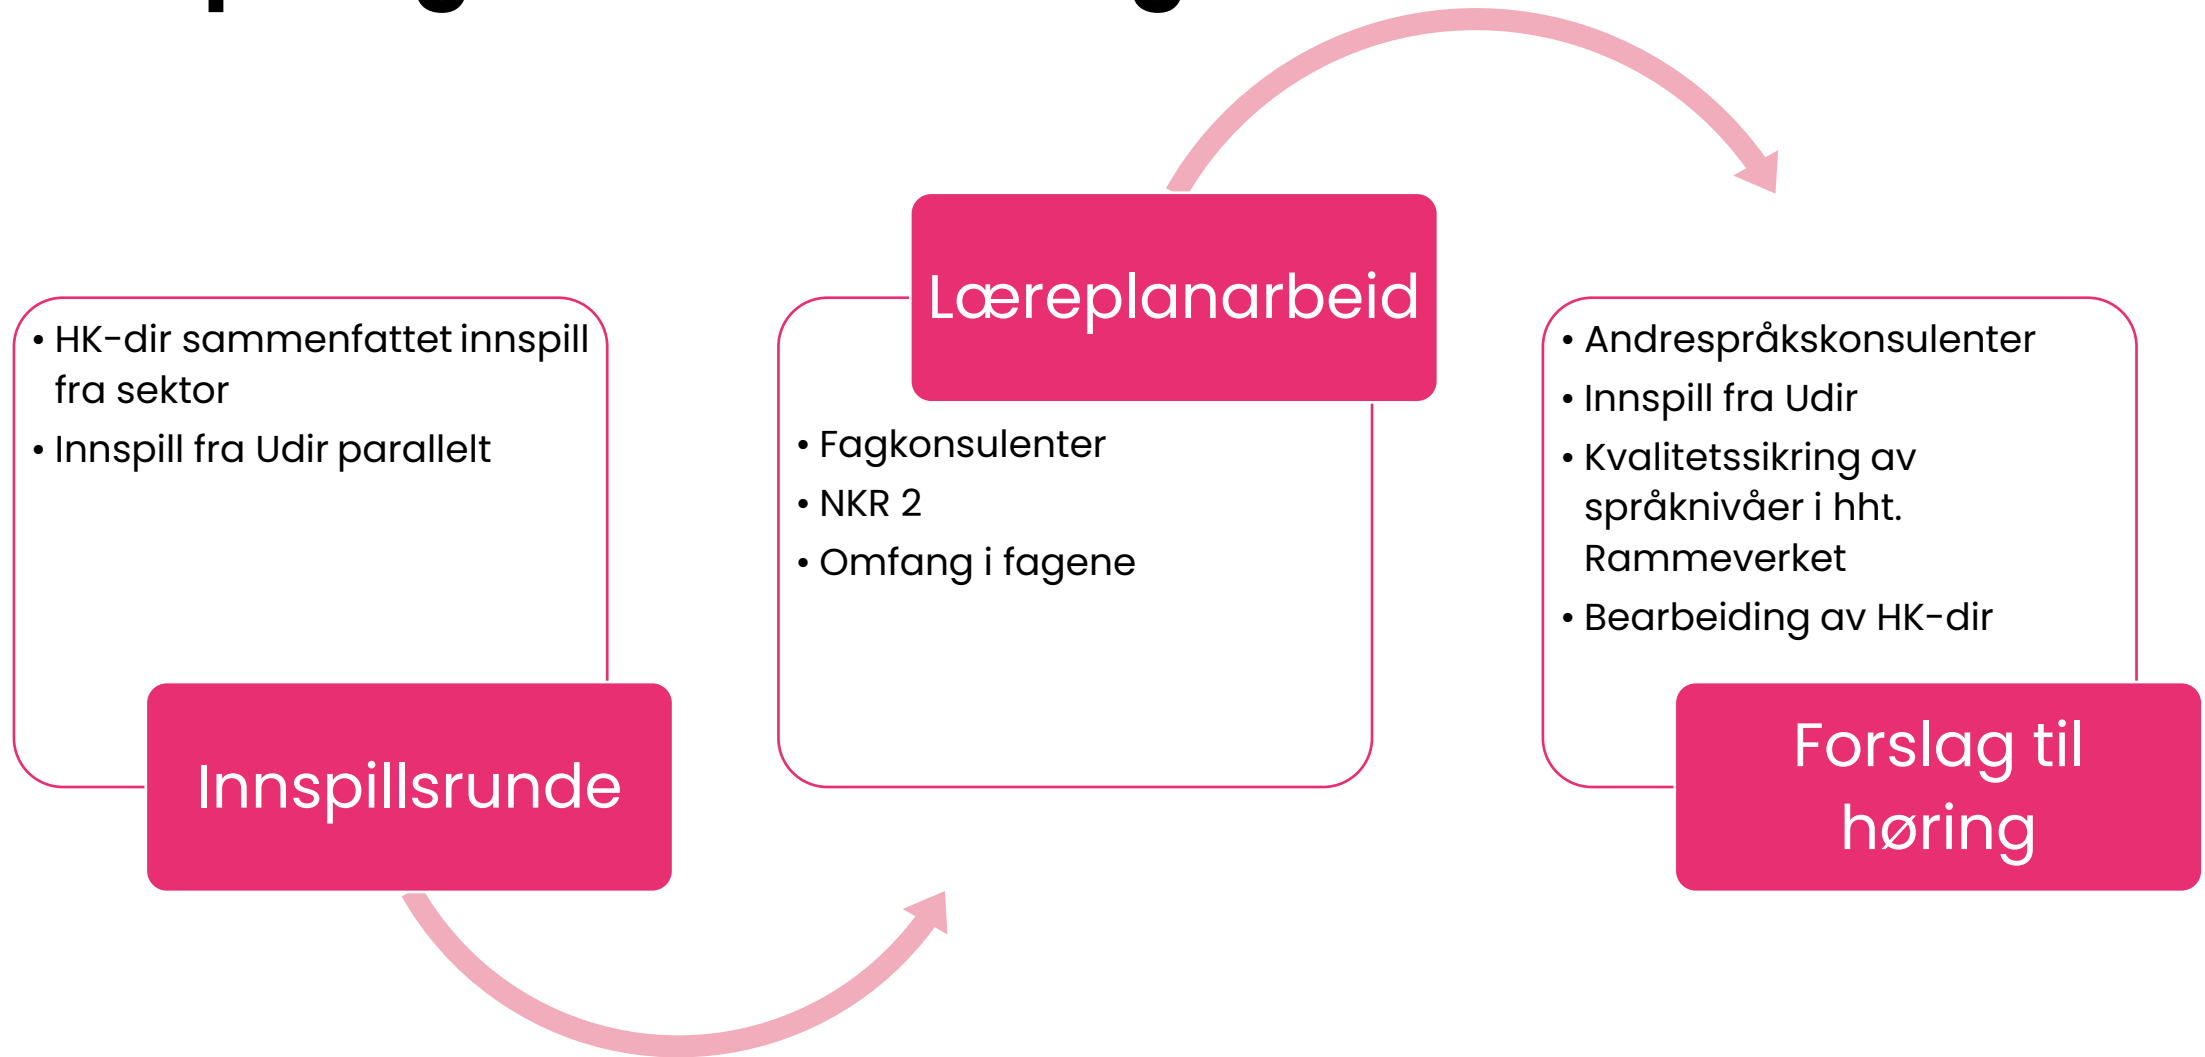 • HK-dir sammenfattet innspill
fra sektor
• Innspill fra Udir parallelt
Innspillsrunde
Læreplanarbeid
• Fagkonsulenter
• NKR 2
• Omfang i fagene
• Andrespråkskonsulenter
• Innspill fra Udir
• Kvalitetssikring av
språknivåer i hht.
Rammeverket
• Bearbeiding av HK-dir
Forslag til
høring